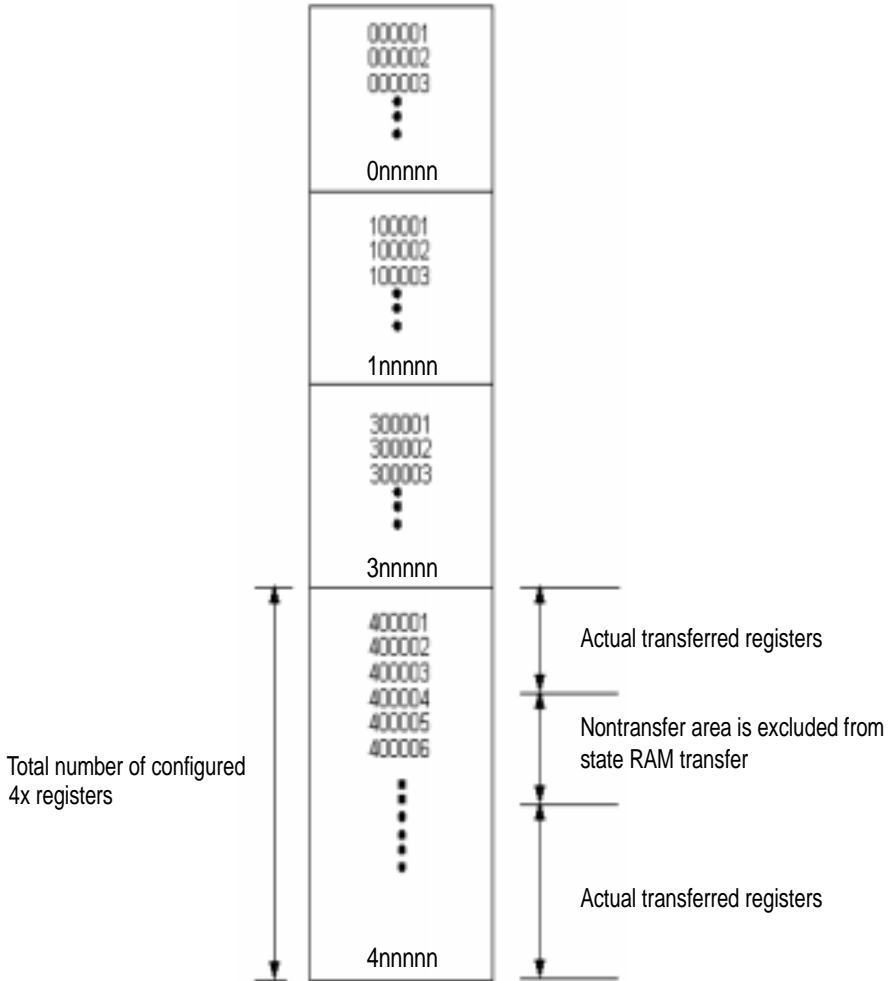 000001
000002
000003
0nnnnn
100001
100002
100003
1nnnnn
300001
300002
300003
3nnnnn
400001
400002
400003
400004
400005
400006
4nnnnn
Total number of configured
4x registers
Actual transferred registers
Nontransfer area is excluded from
state RAM transfer
Actual transferred registers